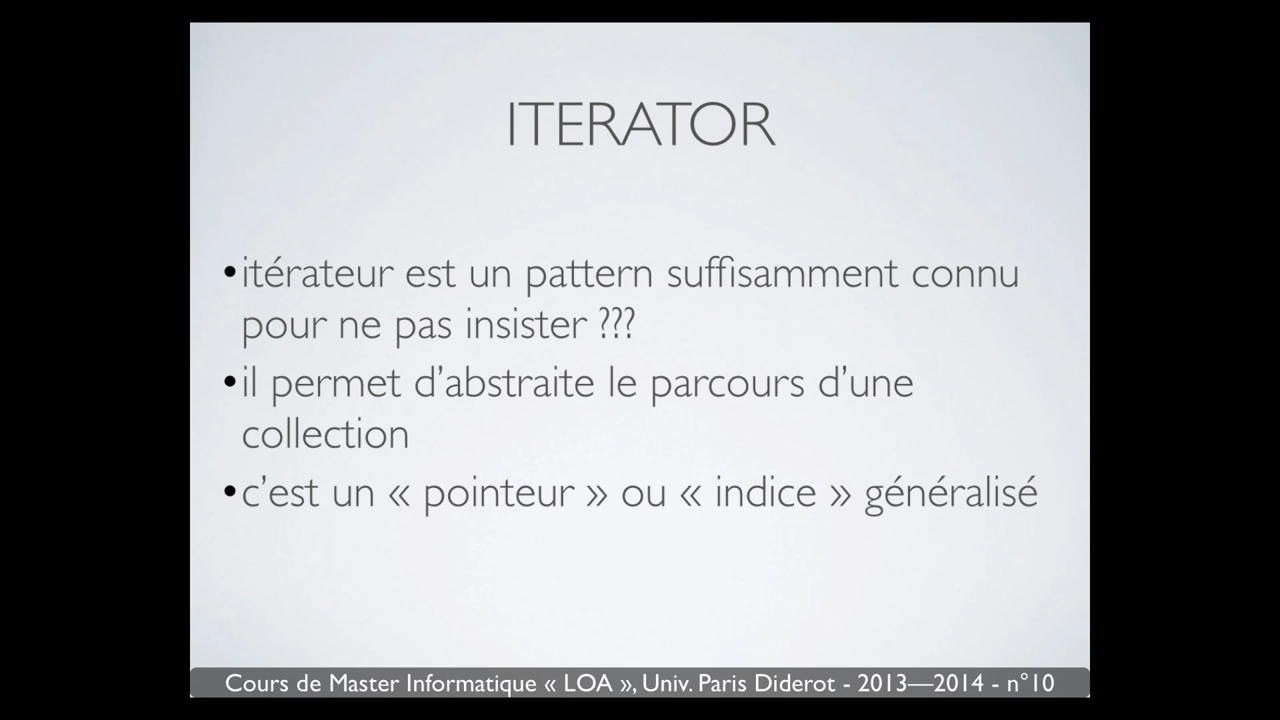 ITERATOR
•itérateur est un pattern suffisamment connu
pour ne pas insister ???
•il permet d’abstraite le parcours d’une
collection
•c’est un « pointeur » ou « indice » généralisé
Cours de Master Informatique « LOA », Univ. Paris Diderot - 2013—2014 - n°10